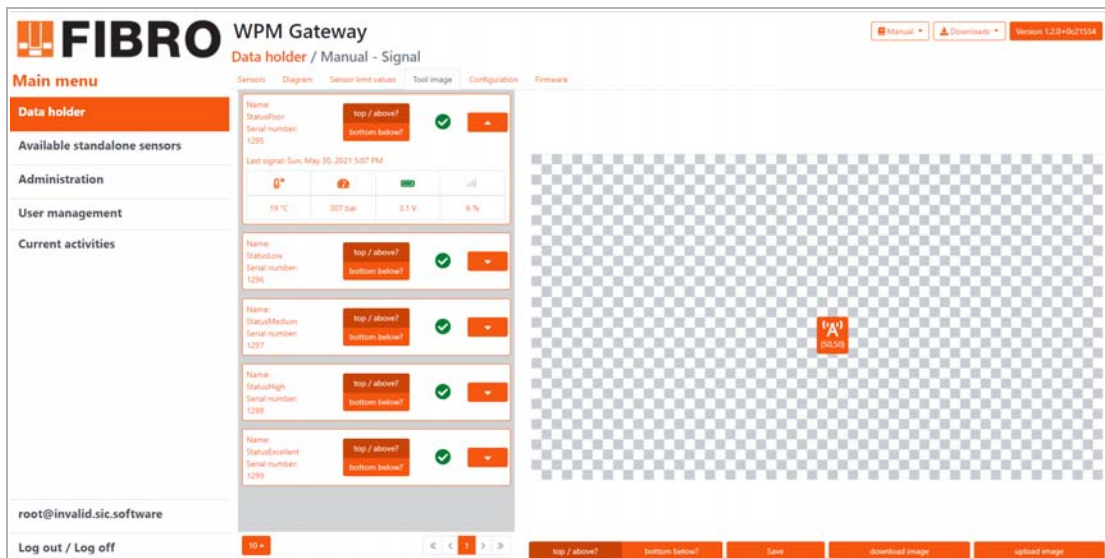 FIBRO
WPM Gateway
Data holder / Manual - Signal
Manual
Downloads
Version 1.2.0+0c21554
Main menu
Data holder
Available standalone sensors
Administration
User management
Current activities
root@invalid.sic.software
Log out / Log off
Sensors
Diagram
Sensor limit values
Tool image
Configuration
Firmware
Name:
StatusPoor
Serial number:
1295
top / above?
bottom below?
Last signal: Sun, May 30, 2021 5:07 PM
19 °C
307 bar
3.1 V
6 %
Name:
StatusLow
Serial number:
1296
top / above?
bottom below?
Name:
StatusMedium
Serial number:
1297
top / above?
bottom below?
Name:
StatusHigh
Serial number:
1298
top / above?
bottom below?
Name:
StatusExcellent
Serial number:
1299
top / above?
bottom below?
10
« ‹ 1 › »
(50,50)
top / above?
bottom below?
Save
download image
upload image